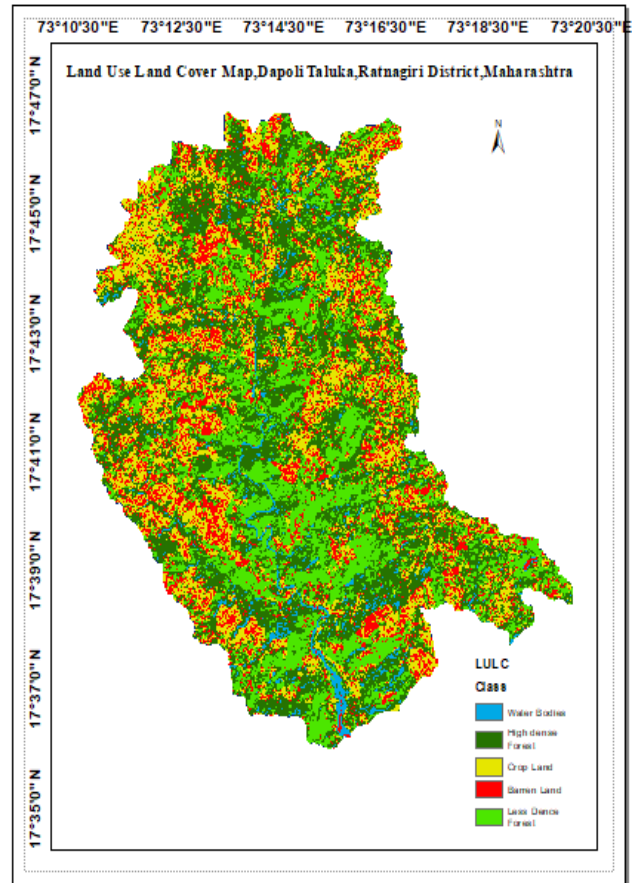 73°10'30"E 73°12'30"E 73°14'30"E 73°16'30"E 73°18'30"E 73°20'30"E
Land Use Land Cover Map,Dapoli Taluka,Ratnagiri District,Maharashtra
N
17°47'0"N
17°45'0"N
17°43'0"N
17°41'0"N
17°39'0"N
17°37'0"N
17°35'0"N
LULC
Class
Water Bodies
High dense
Forest
Crop Land
Barren Land
Less Dence
Forest